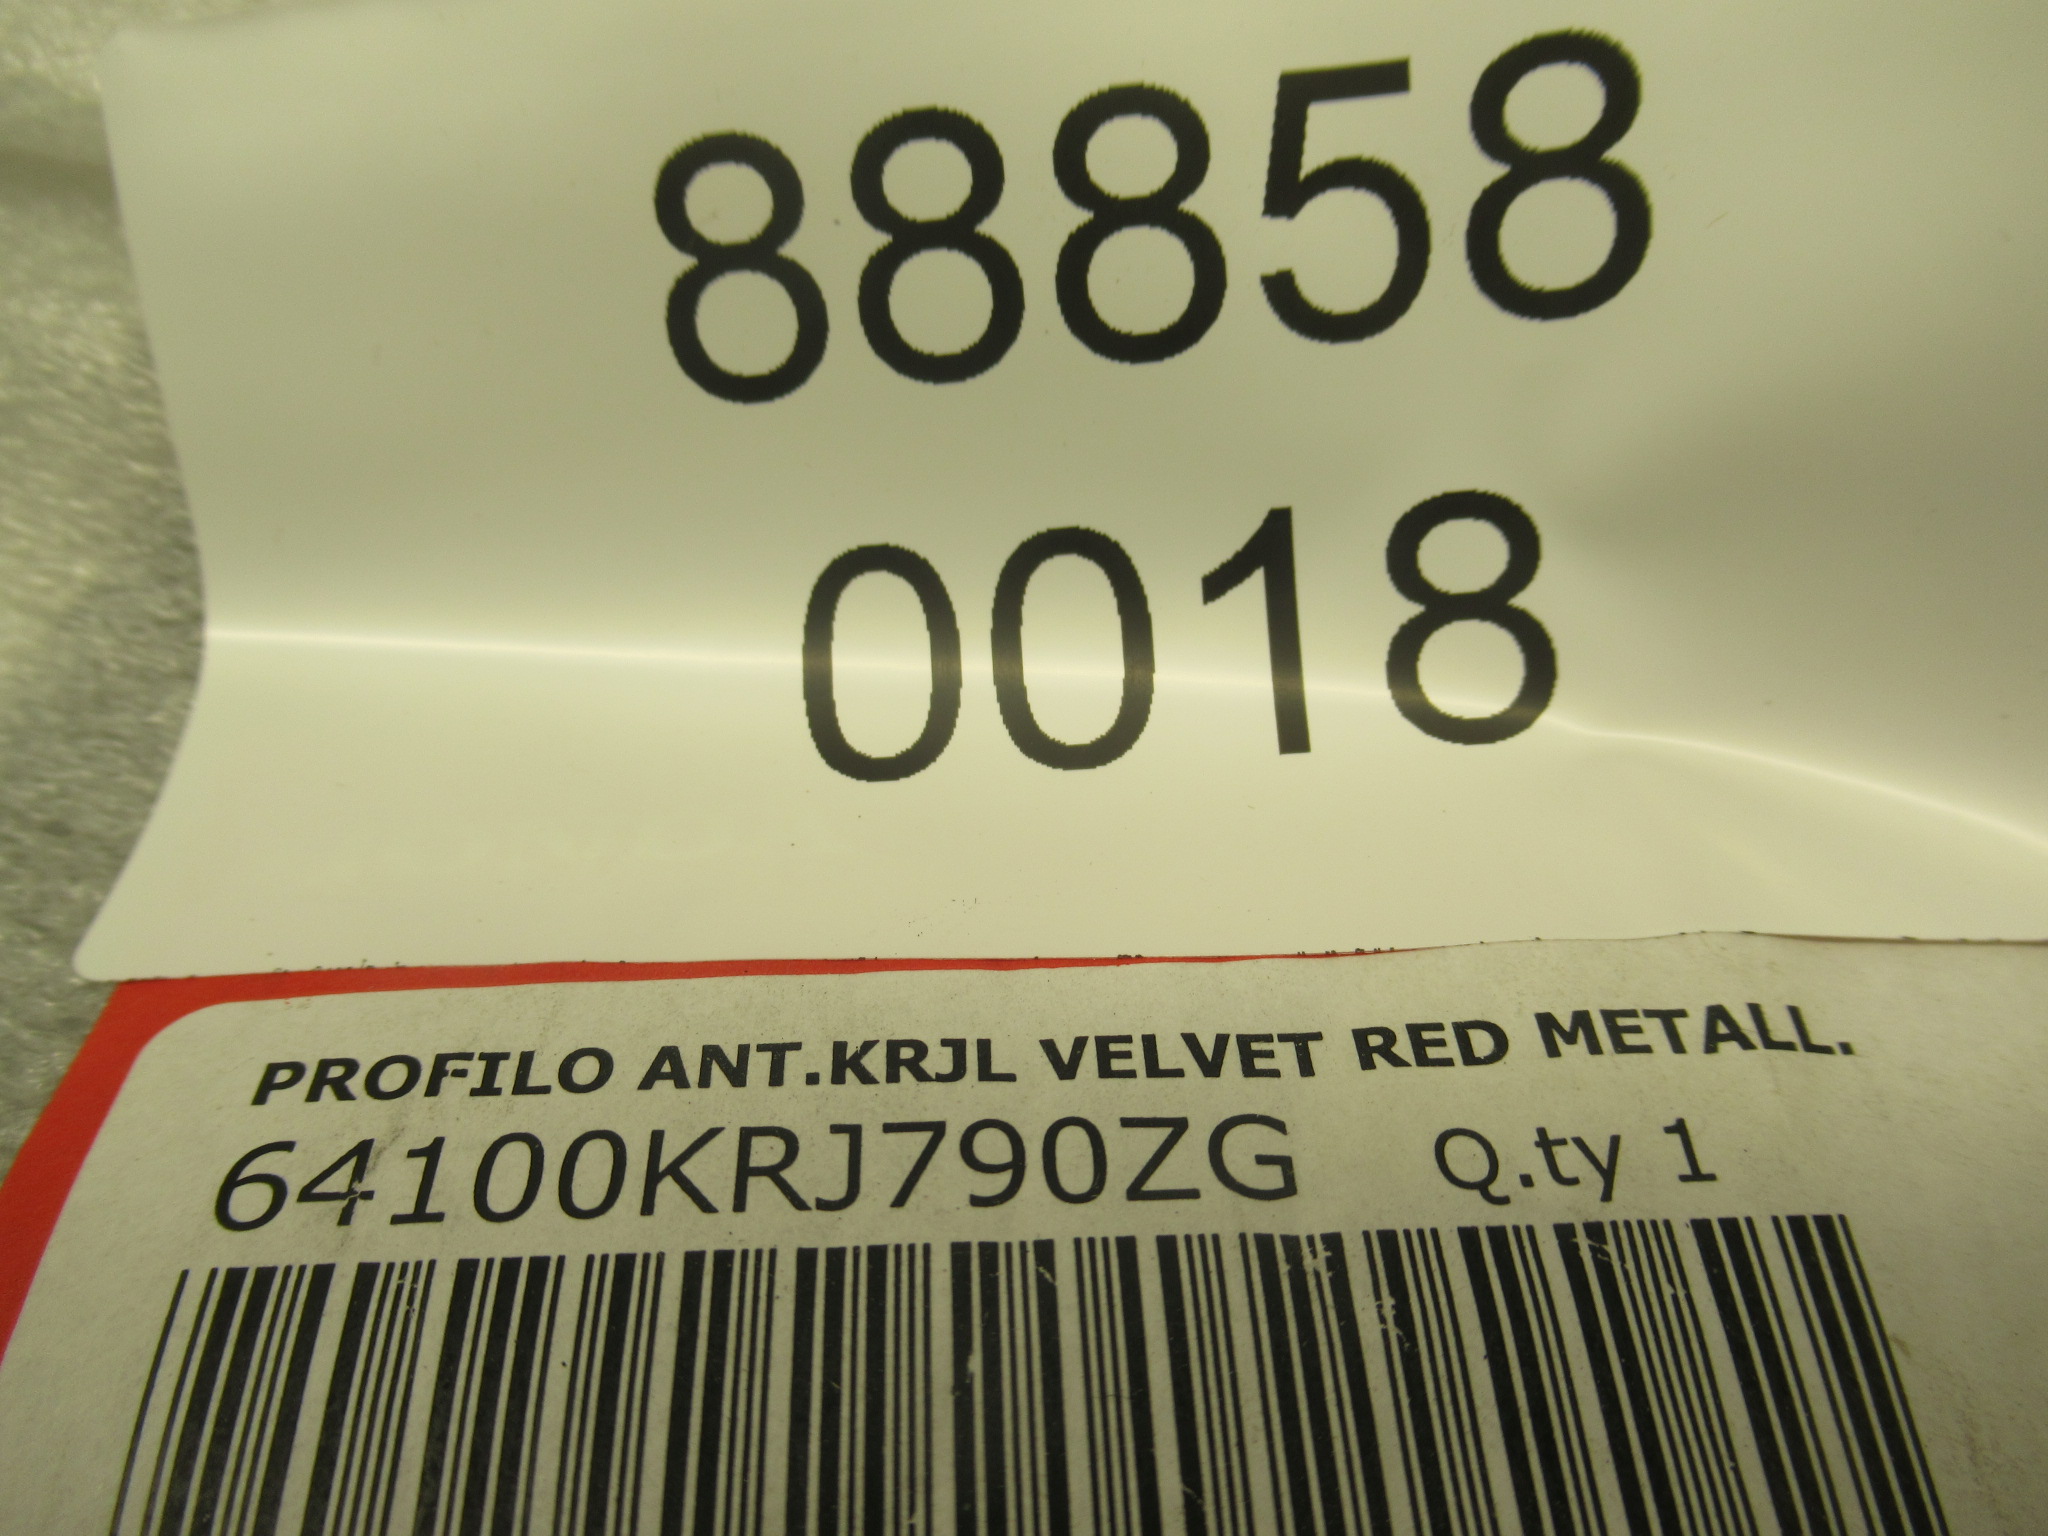 88858
0018
PROFILO ANT.KRJL VELVET RED METALL.
64100KRJ790ZG Q.ty 1